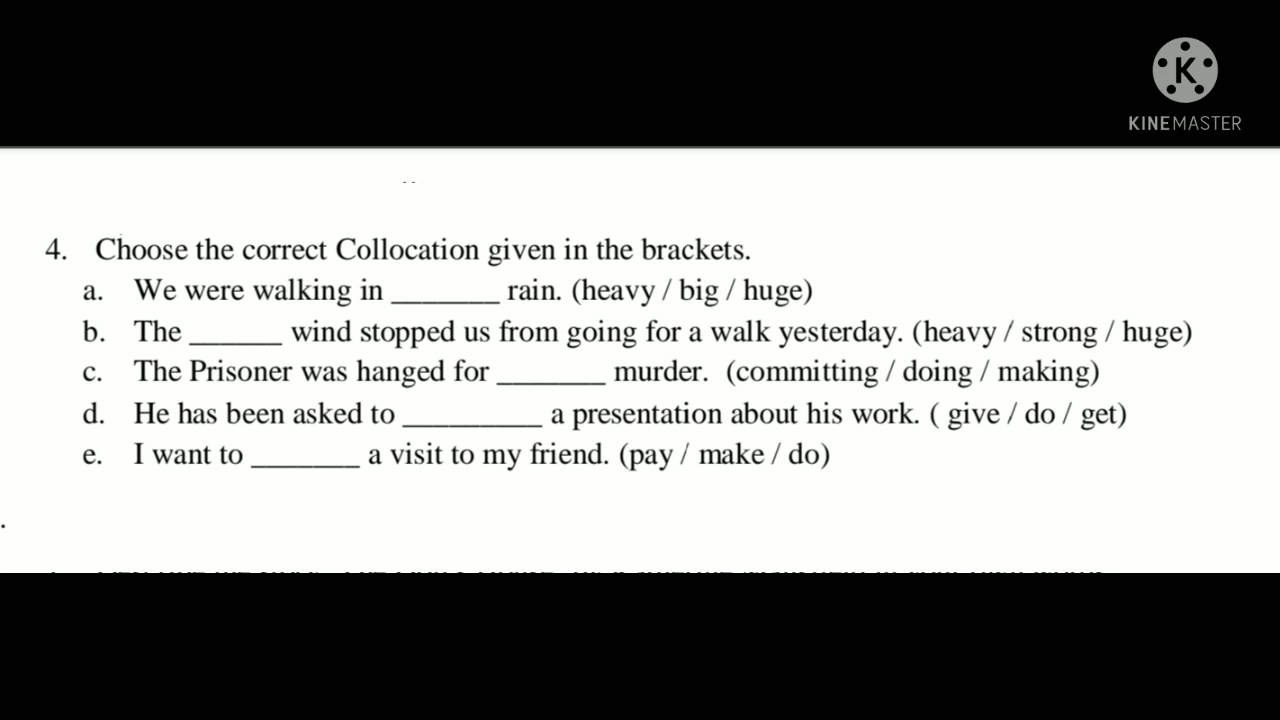 KINEMASTER
4. Choose the correct Collocation given in the brackets.
a. We were walking in _______ rain. (heavy / big / huge)
b. The ______ wind stopped us from going for a walk yesterday. (heavy / strong / huge)
c. The Prisoner was hanged for _______ murder. (committing / doing / making)
d. He has been asked to _________ a presentation about his work. ( give / do / get)
e. I want to _______ a visit to my friend. (pay / make / do)